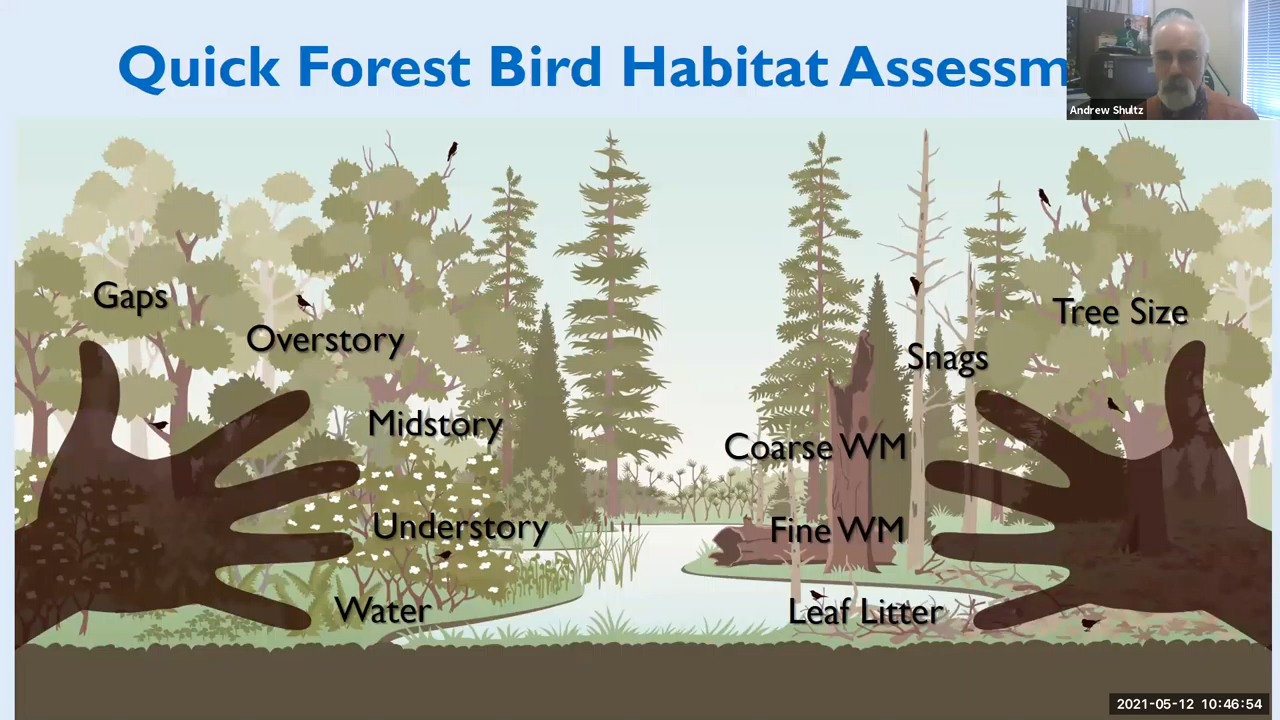 Quick Forest Bird Habitat Assessm
Andrew Shultz
Gaps
Overstory
Midstory
Understory
Water
Tree Size
Snags
Coarse WM
Fine WM
Leaf Litter
2021-05-12 10:46:54